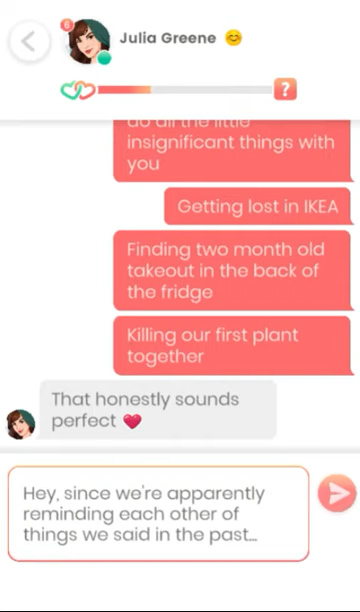 6
Julia Greene 😊
?
do all the little
insignificant things with
you
Getting lost in IKEA
Finding two month old
takeout in the back of
the fridge
Killing our first plant
together
That honestly sounds
perfect ❤️
Hey, since we're apparently
reminding each other of
things we said in the past...